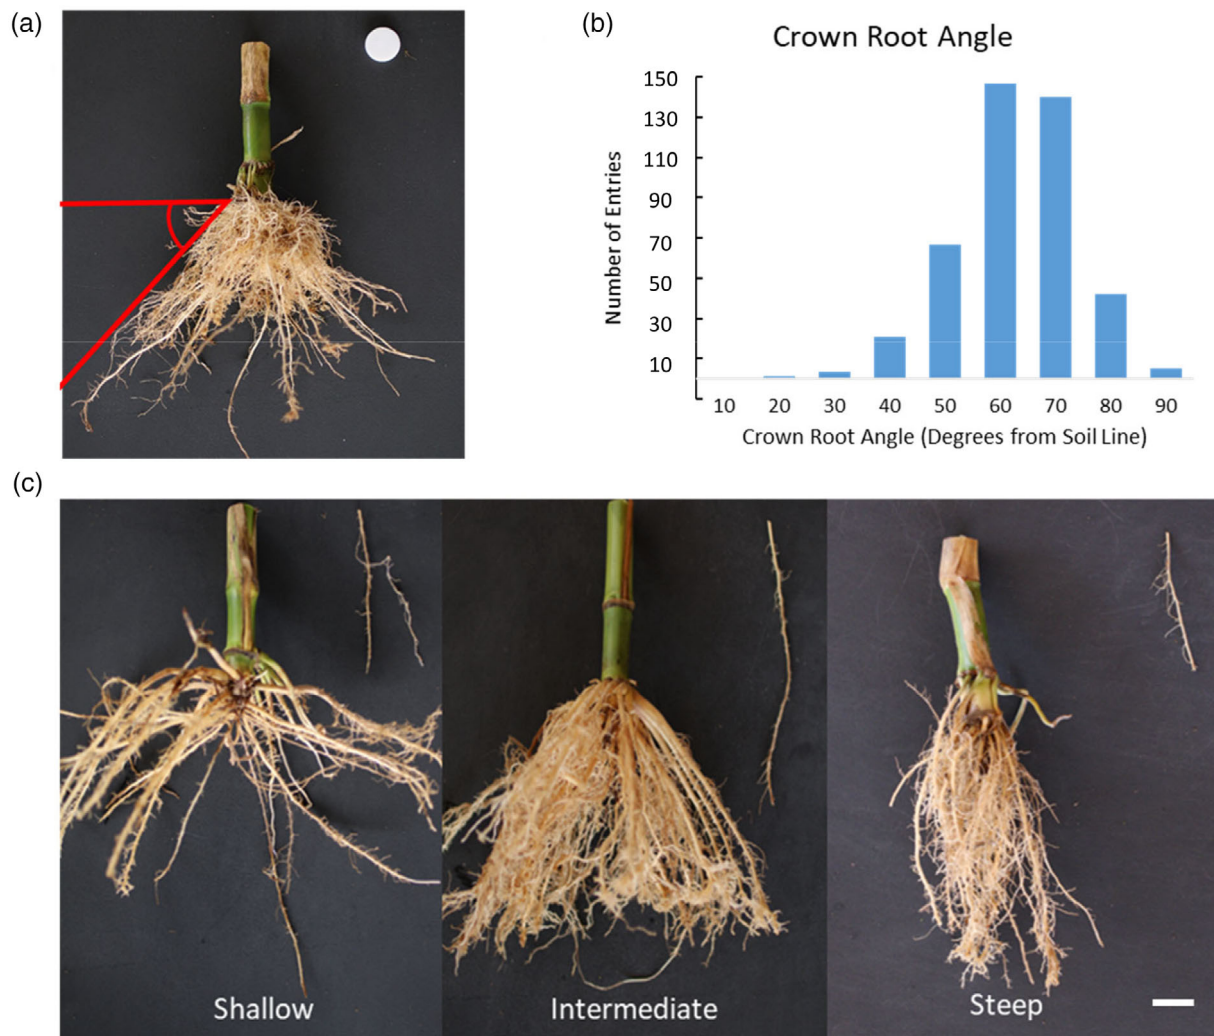 (a)
(b)
Crown Root Angle
Number of Entries
150
130
110
90
70
50
30
10
10 20 30 40 50 60 70 80 90
Crown Root Angle (Degrees from Soil Line)
(c)
Shallow
Intermediate
Steep